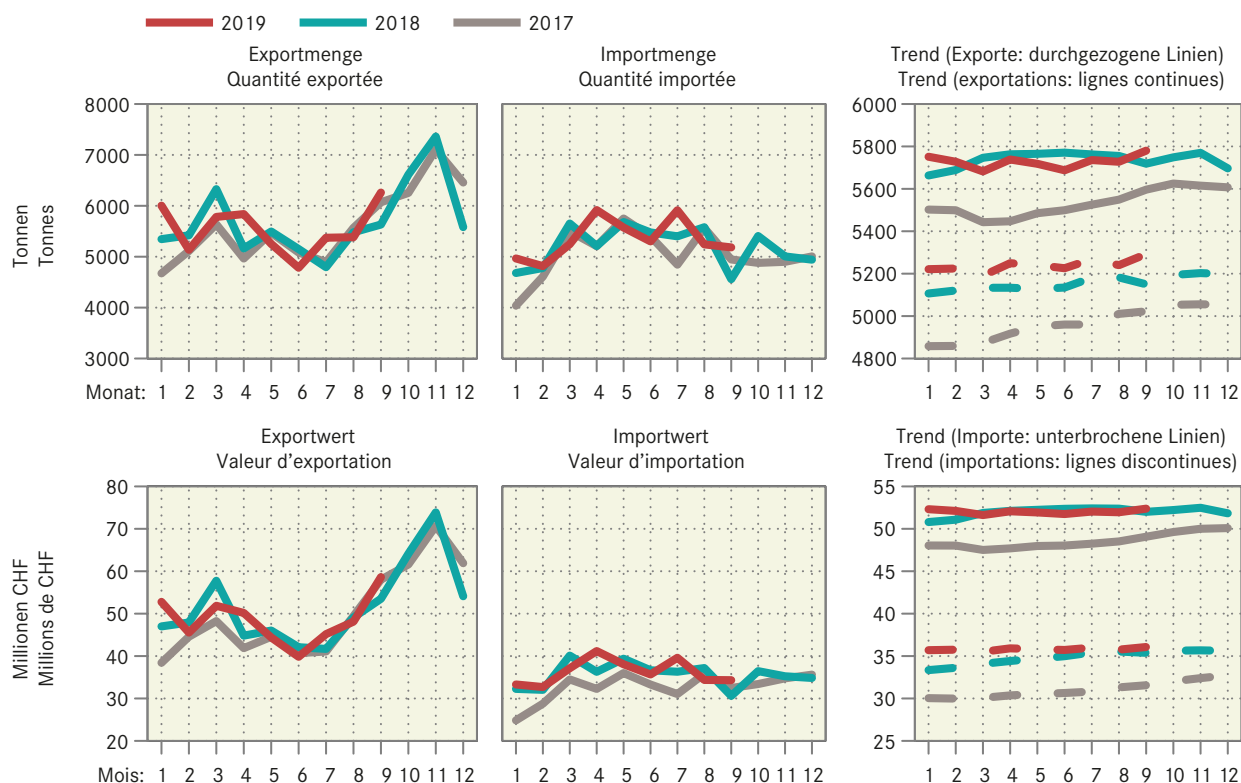 2019 2018 2017
Exportmenge
Quantité exportée
Importmenge
Quantité importée
Trend (Exporte: durchgezogene Linien)
Trend (exportations: lignes continues)
Tonnen
Tonnes
8000
7000
6000
5000
4000
3000
6000
5800
5600
5400
5200
5000
4800
Monat: 1 2 3 4 5 6 7 8 9 10 11 12
1 2 3 4 5 6 7 8 9 10 11 12
1 2 3 4 5 6 7 8 9 10 11 12
Exportwert
Valeur d’exportation
Importwert
Valeur d’importation
Trend (Importe: unterbrochene Linien)
Trend (importations: lignes discontinues)
Millionen CHF
Millions de CHF
80
70
60
50
40
30
20
55
50
45
40
35
30
25
Mois: 1 2 3 4 5 6 7 8 9 10 11 12
1 2 3 4 5 6 7 8 9 10 11 12
1 2 3 4 5 6 7 8 9 10 11 12